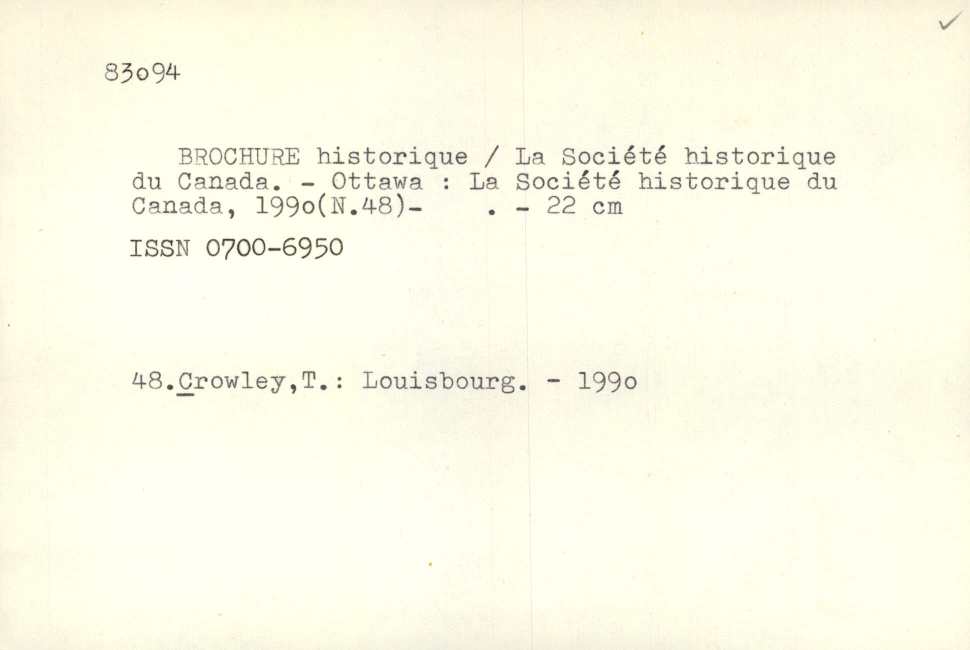 83o94
BROCHURE historique / La Société historique
du Canada. - Ottawa : La Société historique du
Canada, 199o(N.48)-    . - 22 cm
ISSN 0700-6950
48.Crowley,T.: Louisbourg. - 199o